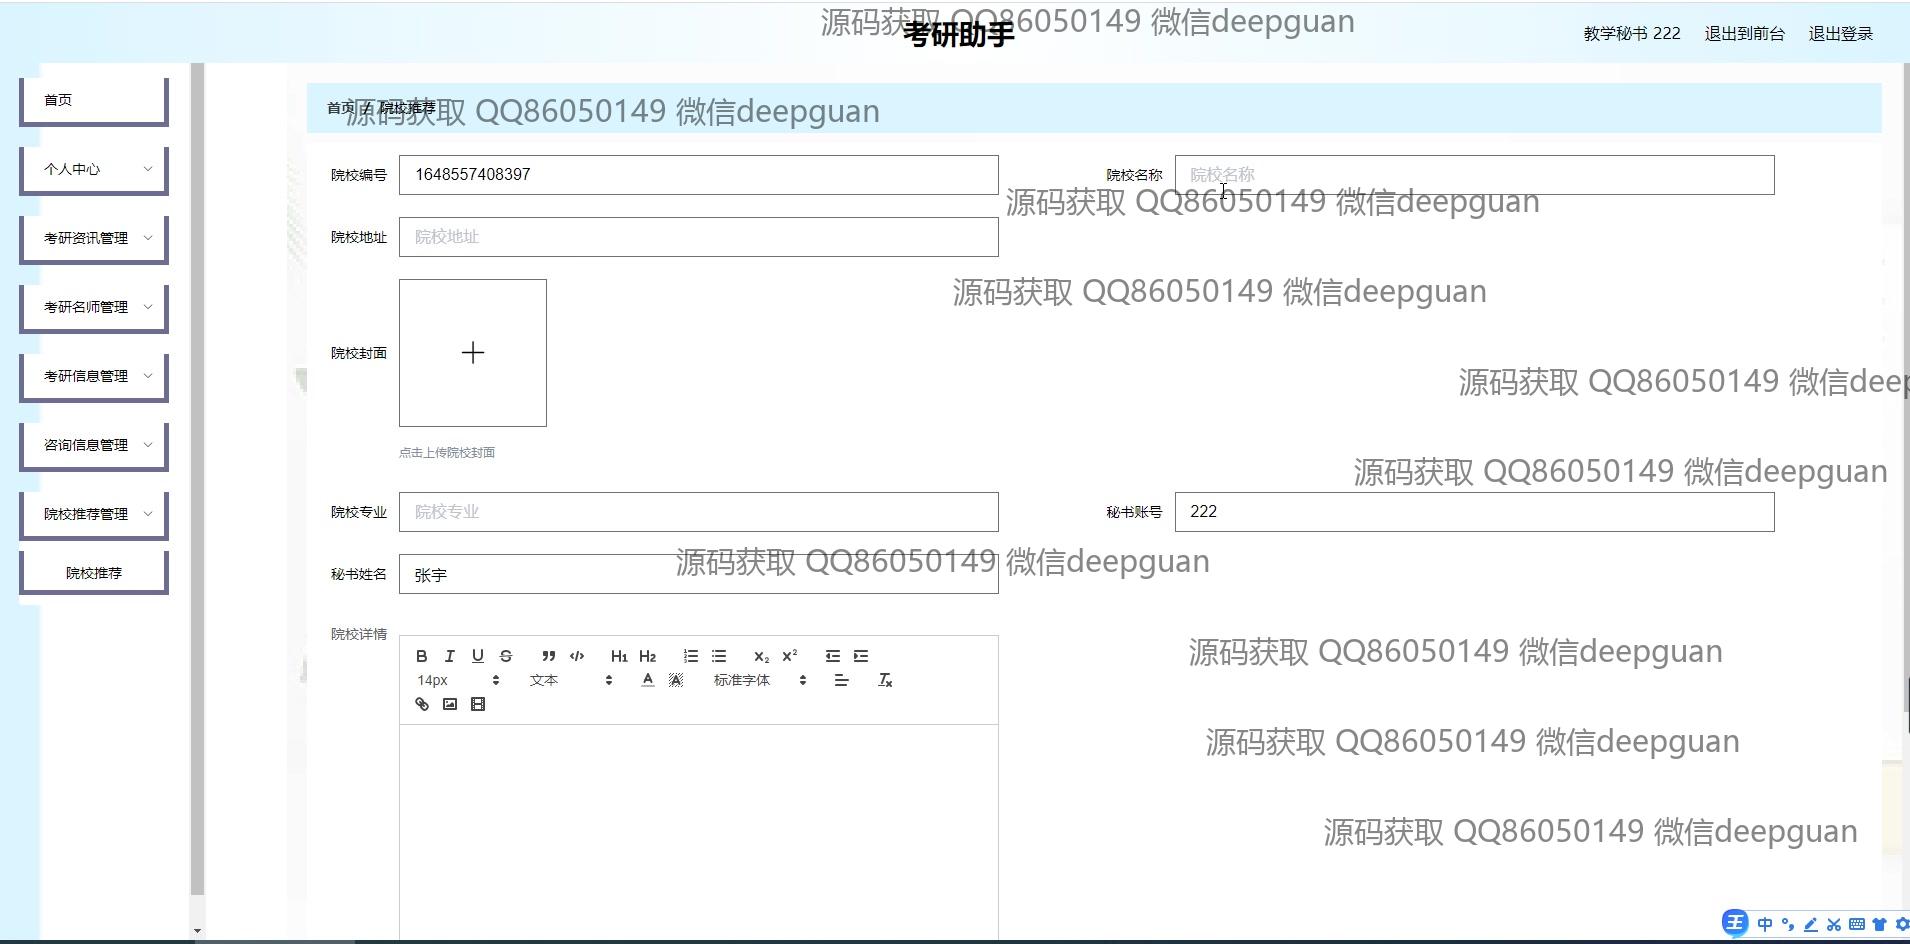 源码获取 QQ86050149 微信deepguan
考研助手
教学秘书 222 退出到前台 退出登录
首页
个人中心
考研资讯管理
考研名师管理
考研信息管理
咨询信息管理
院校推荐管理
院校推荐
首页 / 院校推荐
源码获取 QQ86050149 微信deepguan
院校编号 1648557408397 院校名称 院校名称
源码获取 QQ86050149 微信deepguan
院校地址 院校地址
源码获取 QQ86050149 微信deepguan
院校封面
源码获取 QQ86050149 微信deep
点击上传院校封面
源码获取 QQ86050149 微信deepguan
院校专业 院校专业 秘书账号 222
源码获取 QQ86050149 微信deepguan
秘书姓名 张宇
院校详情
B I U S H1 H2 X2 X2
14px 文本 A A 标准字体 Tx
源码获取 QQ86050149 微信deepguan
源码获取 QQ86050149 微信deepguan
源码获取 QQ86050149 微信deepguan
王 中